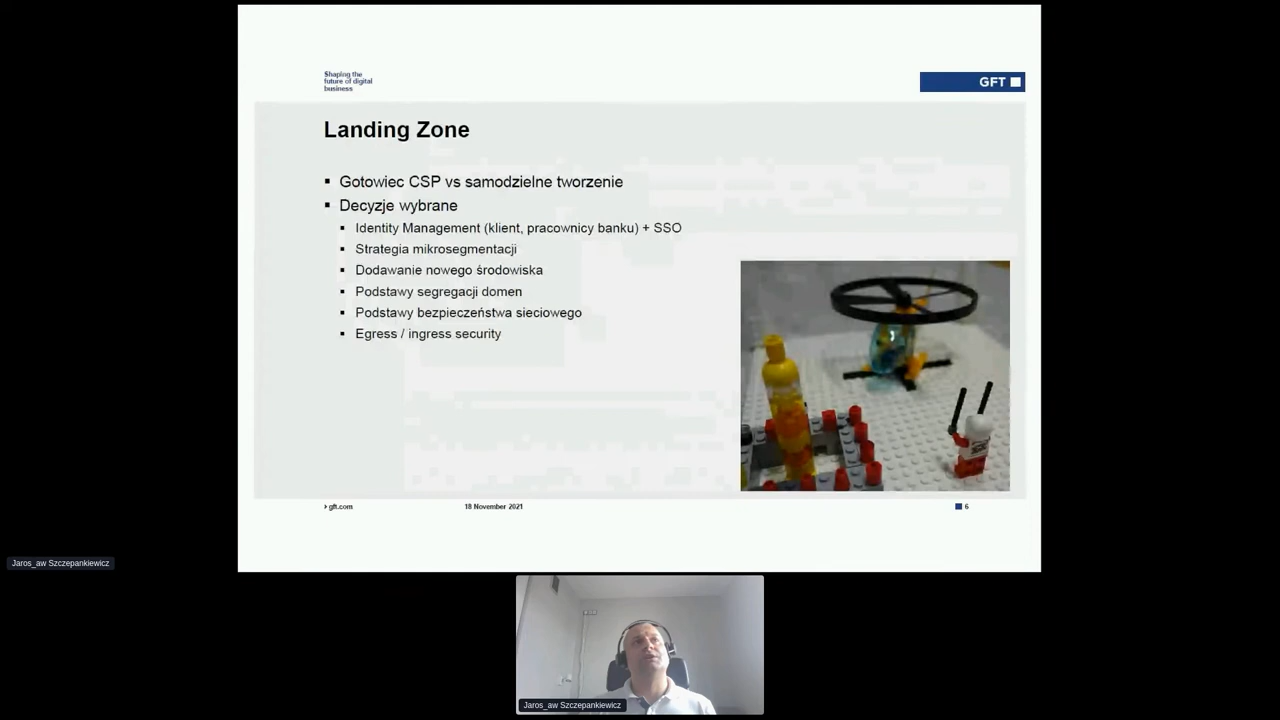 Shaping the
future of digital
business
GFT
Landing Zone
Gotowiec CSP vs samodzielne tworzenie
Decyzje wybrane
Identity Management (klient, pracownicy banku) + SSO
Strategia mikrosegmentacji
Dodawanie nowego środowiska
Podstawy segregacji domen
Podstawy bezpieczeństwa sieciowego
Egress / ingress security
› gft.com
18 November 2021
6
Jaros_aw Szczepankiewicz
Jaros_aw Szczepankiewicz